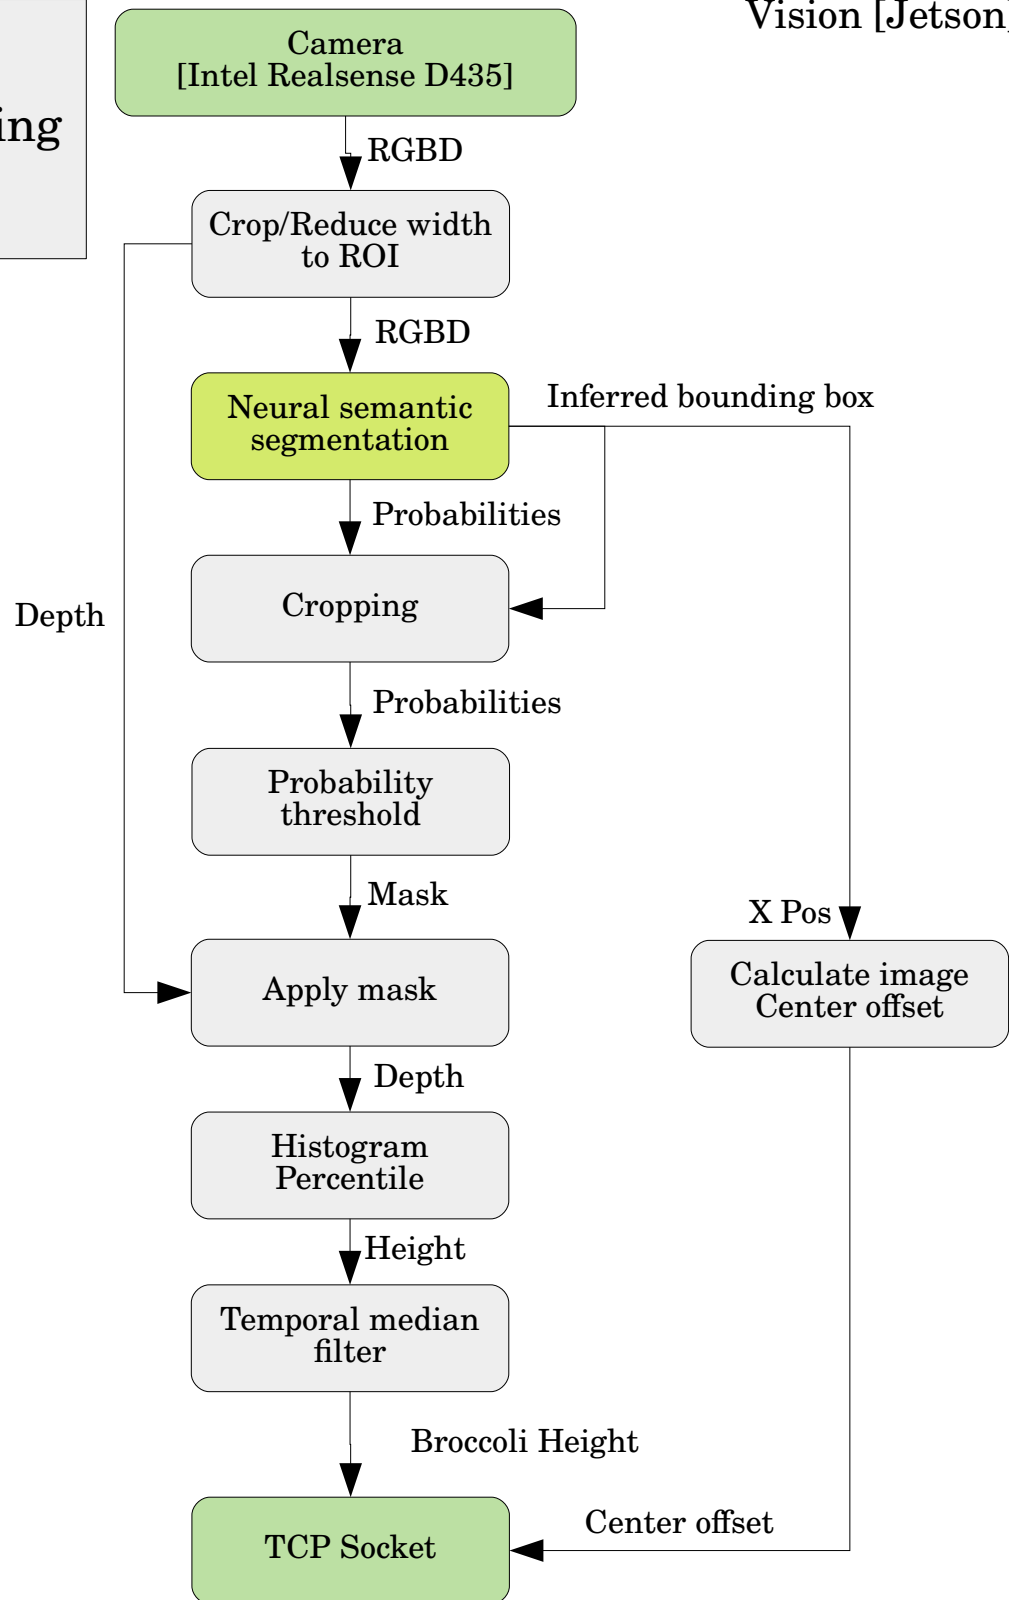 Vision [Jetson]
ing
Camera
[Intel Realsense D435]
RGBD
Crop/Reduce width
to ROI
RGBD
Neural semantic
segmentation
Inferred bounding box
Probabilities
Cropping
Depth
Probabilities
Probability
threshold
Mask
X Pos
Apply mask
Calculate image
Center offset
Depth
Histogram
Percentile
Height
Temporal median
filter
Broccoli Height
Center offset
TCP Socket